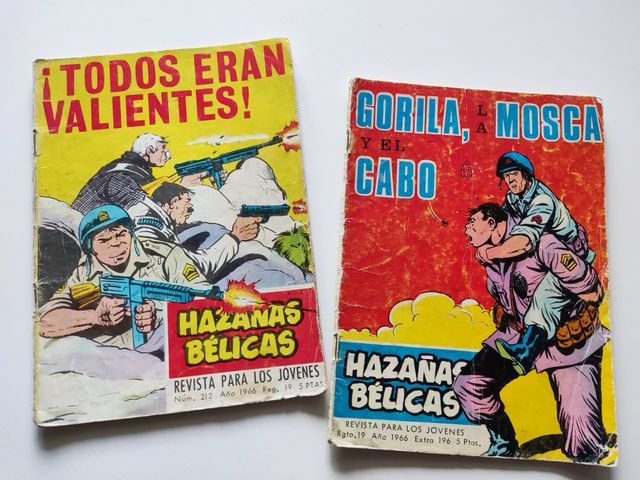 ¡TODOS ERAN
VALIENTES!
HAZAÑAS
BÉLICAS
REVISTA PARA LOS JOVENES
Núm. 212 Año 1966 Reg. 19 5 PTAS
GORILA, LA MOSCA
Y EL
CABO
HAZAÑAS
BÉLICAS
REVISTA PARA LOS JOVENES
Rgto. 19 Año 1966 Extra 196 5 Ptas.